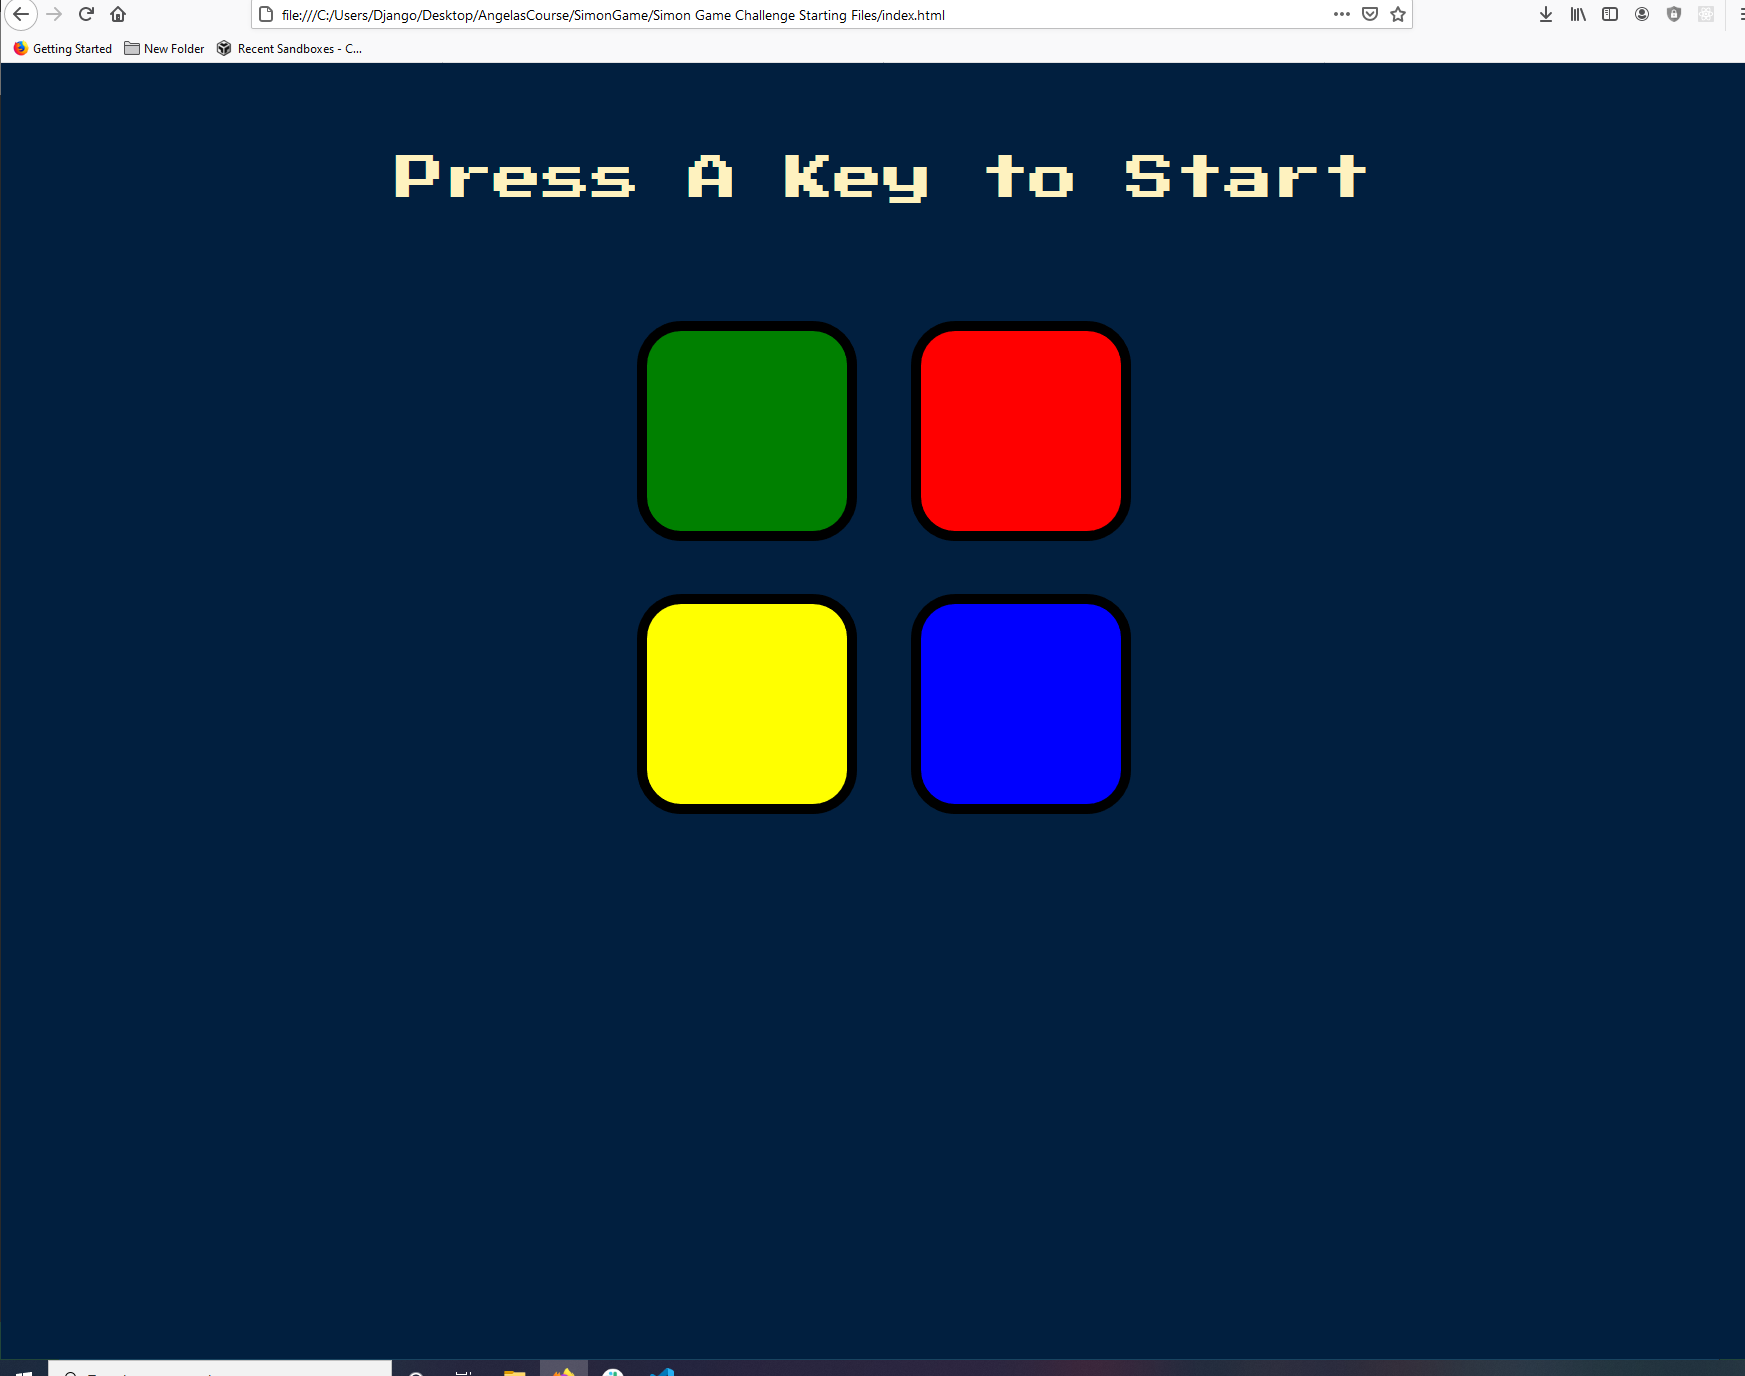 file:///C:/Users/Django/Desktop/AngelasCourse/SimonGame/Simon Game Challenge Starting Files/index.html
Getting Started New Folder Recent Sandboxes - C...
Press A Key to Start